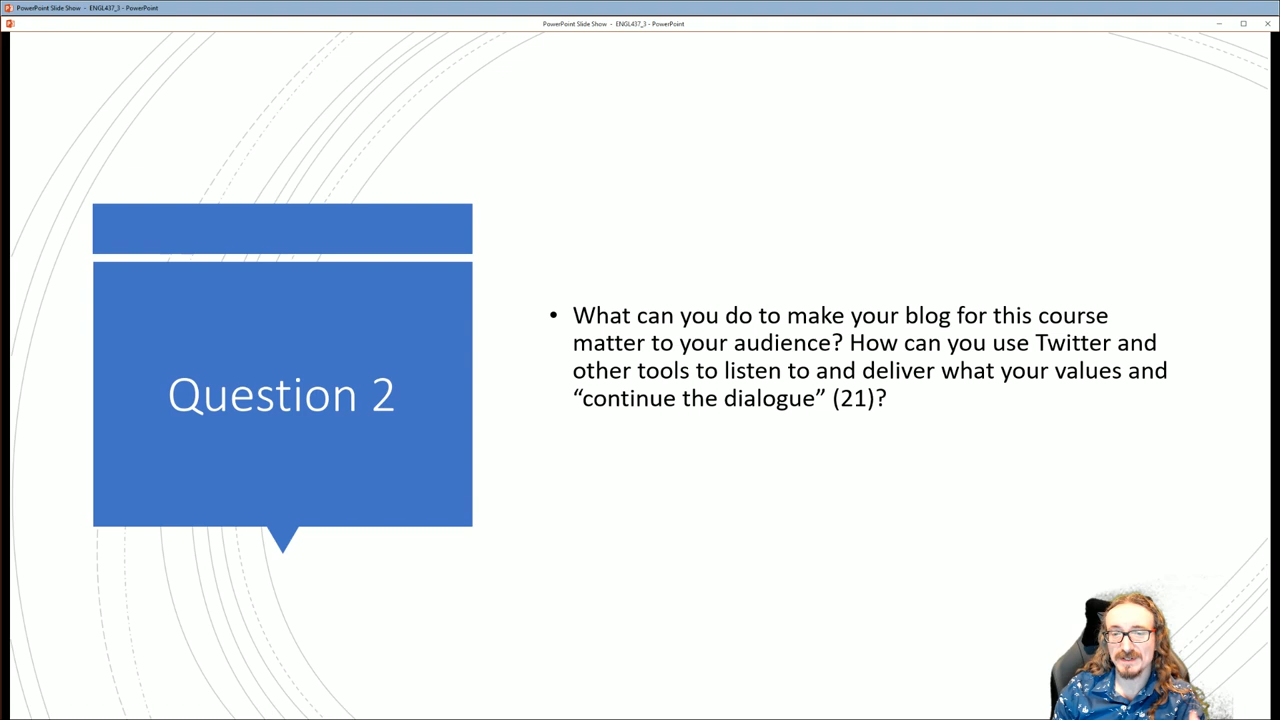 PowerPoint Slide Show - ENGL437_3 - PowerPoint
PowerPoint Slide Show - ENGL437_3 - PowerPoint
Question 2
• What can you do to make your blog for this course
matter to your audience? How can you use Twitter and
other tools to listen to and deliver what your values and
“continue the dialogue” (21)?